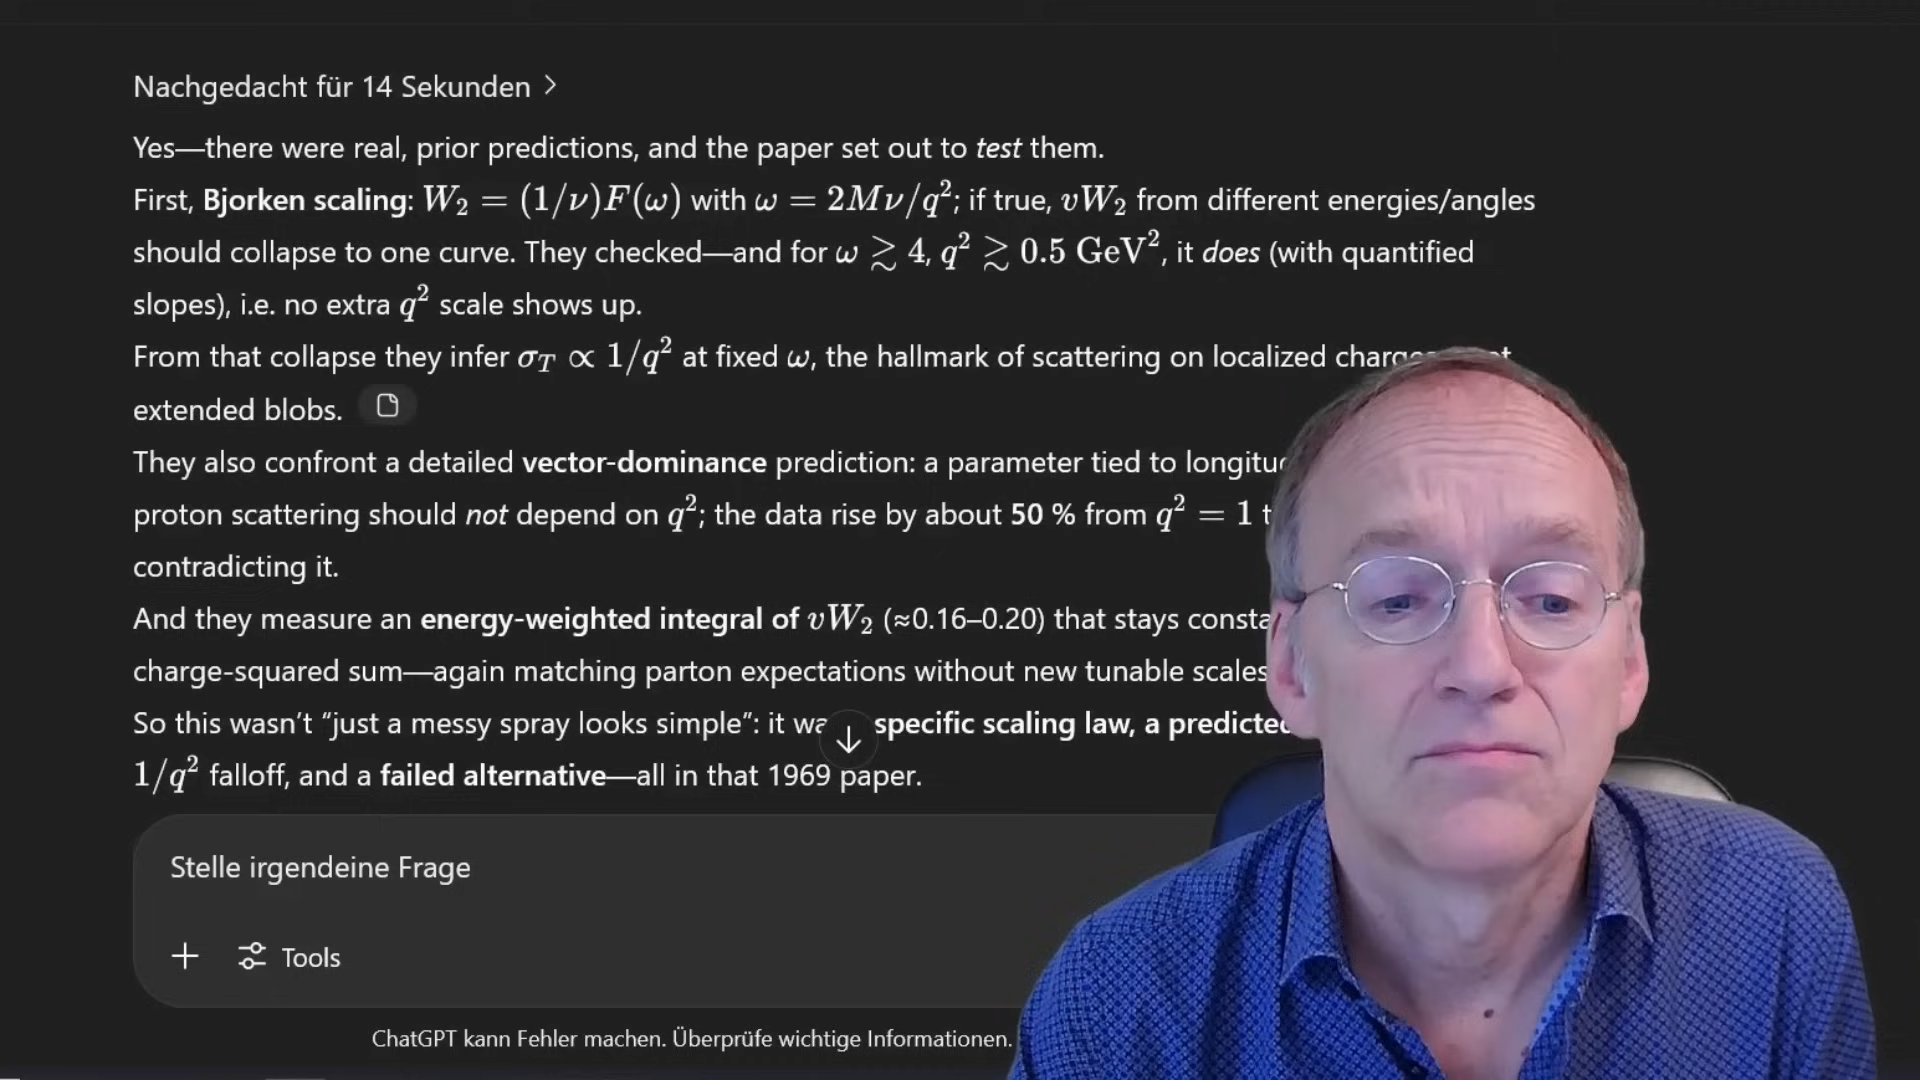 Nachgedacht für 14 Sekunden >
Yes—there were real, prior predictions, and the paper set out to test them.
First, Bjorken scaling: W₂ = (1/ν)F(ω) with ω = 2Mν/q²; if true, νW₂ from different energies/angles
should collapse to one curve. They checked—and for ω ≳ 4, q² ≳ 0.5 GeV², it does (with quantified
slopes), i.e. no extra q² scale shows up.
From that collapse they infer σ_T ∝ 1/q² at fixed ω, the hallmark of scattering on localized
extended blobs.
They also confront a detailed vector-dominance prediction: a parameter tied to
proton scattering should not depend on q²; the data rise by about 50 % from q² = 1
contradicting it.
And they measure an energy-weighted integral of νW₂ (≈0.16–0.20) that stays
charge-squared sum—again matching parton expectations without new tunable scales
So this wasn’t “just a messy spray looks simple”: it specific scaling law, a predicted
1/q² falloff, and a failed alternative—all in that 1969 paper.
Stelle irgendeine Frage
+ Tools
ChatGPT kann Fehler machen. Überprüfe wichtige Informationen.